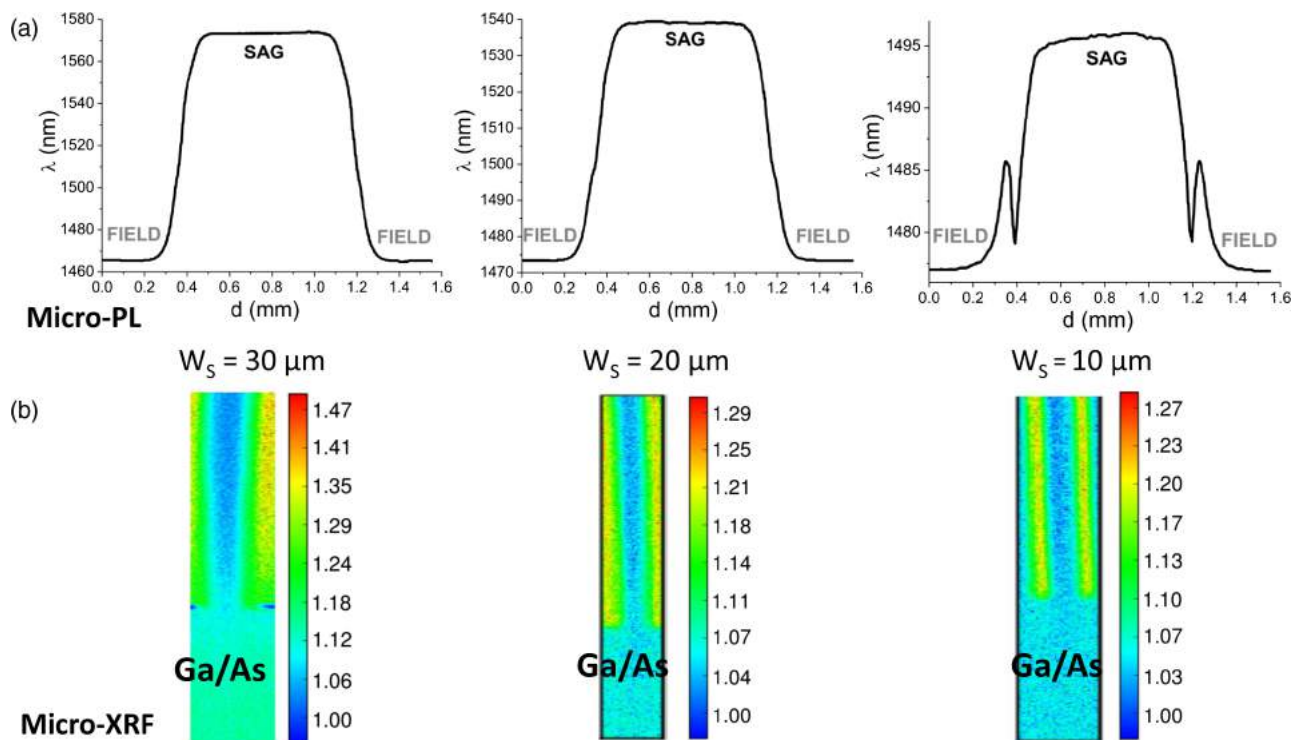 (a)
1580
1560
1540
1520
1500
1480
1460
λ (nm)
SAG
FIELD
FIELD
0.0 0.2 0.4 0.6 0.8 1.0 1.2 1.4 1.6
d (mm)
1540
1530
1520
1510
1500
1490
1480
1470
λ (nm)
SAG
FIELD
FIELD
0.0 0.2 0.4 0.6 0.8 1.0 1.2 1.4 1.6
d (mm)
1495
1490
1485
1480
λ (nm)
SAG
FIELD
FIELD
0.0 0.2 0.4 0.6 0.8 1.0 1.2 1.4 1.6
d (mm)
Micro-PL
W_S = 30 μm
W_S = 20 μm
W_S = 10 μm
(b)
1.47
1.41
1.35
1.29
1.24
1.18
1.12
1.06
1.00
Ga/As
1.29
1.25
1.21
1.18
1.14
1.11
1.07
1.04
1.00
Ga/As
1.27
1.23
1.20
1.17
1.13
1.10
1.07
1.03
1.00
Ga/As
Micro-XRF